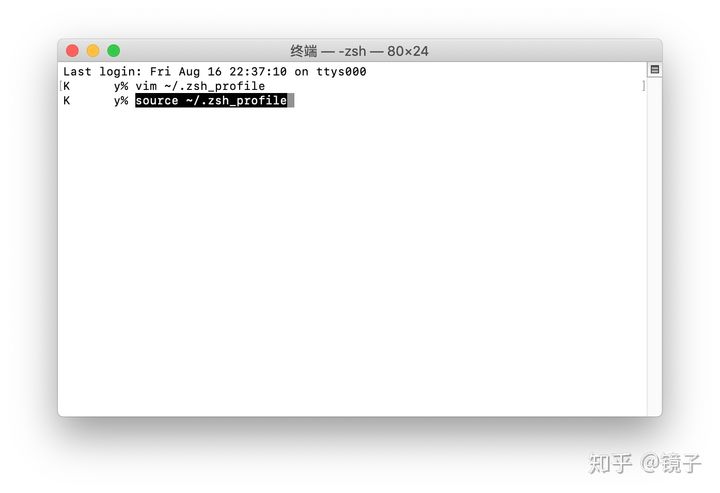 终端 — -zsh — 80×24
Last login: Fri Aug 16 22:37:10 on ttys000
[K y% vim ~/.zsh_profile ]
K y% source ~/.zsh_profile
知乎 @镜子